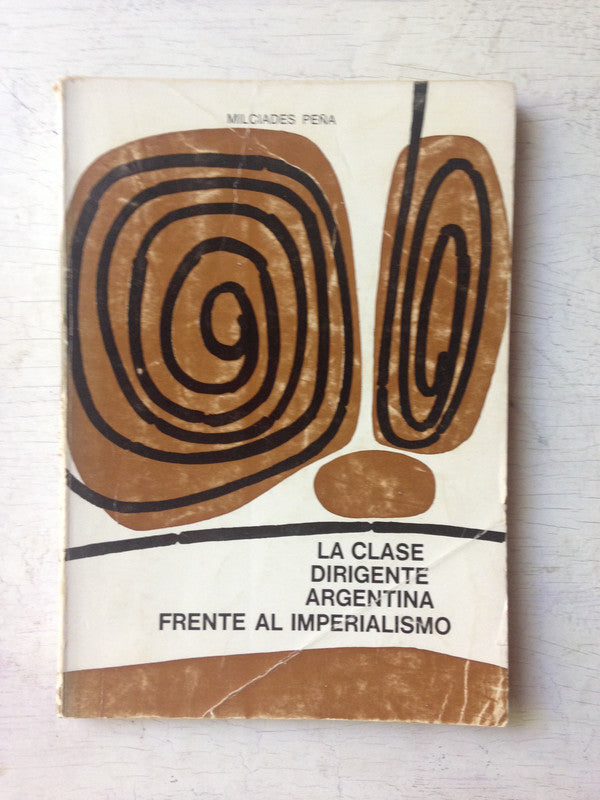 MILCIADES PEÑA
LA CLASE
DIRIGENTE
ARGENTINA
FRENTE AL IMPERIALISMO